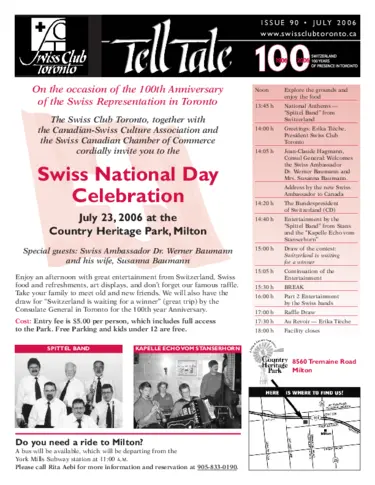 ISSUE 90 • JULY 2006
www.swissclubtoronto.ca
Swiss Club
Toronto
Tell Tale
100
SWITZERLAND
100 YEARS
OF PRESENCE IN TORONTO
On the occasion of the 100th Anniversary
of the Swiss Representation in Toronto
The Swiss Club Toronto, together with
the Canadian-Swiss Culture Association and
the Swiss Canadian Chamber of Commerce
cordially invite you to the
Swiss National Day
Celebration
July 23, 2006 at the
Country Heritage Park, Milton
Special guests: Swiss Ambassador Dr. Werner Baumann
and his wife, Susanna Baumann
Enjoy an afternoon with great entertainment from Switzerland, Swiss
food and refreshments, art displays, and don't forget our famous raffle.
Take your family to meet old and new friends. We will also have the
draw for "Switzerland is waiting for a winner" (great trip) by the
Consulate General in Toronto for the 100th year Anniversary.
Cost: Entry fee is $5.00 per person, which includes full access
to the Park. Free Parking and kids under 12 are free.
SPITTEL BAND
KAPELLE ECHO VOM STANSERHORN
Do you need a ride to Milton?
A bus will be available, which will be departing from the
York Mills Subway station at 11:00 A.M.
Please call Rita Aebi for more information and reservation at 905-833-0190.
Noon Explore the grounds and
enjoy the food
13:45 h National Anthems —
"Spittel Band" from
Switzerland
14:00 h Greetings: Erika Tüche,
President Swiss Club
Toronto
14:05 h Jean-Claude Hagmann,
Consul General. Welcomes
the Swiss Ambassador
Dr. Werner Baumann and
Mrs. Susanna Baumann.
Address by the new Swiss
Ambassador to Canada
14:20 h The Bundespresident
of Switzerland (CD)
14:40 h Entertainment by the
"Spittel Band" from Stans
and the "Kapelle Echo vom
Stanserhorn"
15:00 h Draw of the contest:
Switzerland is waiting
for a winner
15:05 h Continuation of the
Entertainment
15:30 h BREAK
16:00 h Part 2 Entertainment
by the Swiss bands
17:00 h Raffle Draw
17:30 h Au Revoir — Erika Tüche
18:00 h Facility closes
Country
Heritage
Park
8560 Tremaine Road
Milton
HERE IS WHERE TO FIND US!